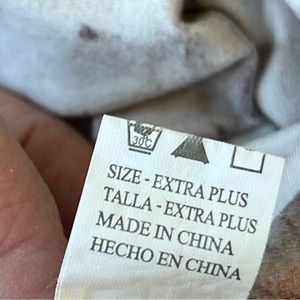 30°C
SIZE - EXTRA PLUS
TALLA - EXTRA PLUS
MADE IN CHINA
HECHO EN CHINA